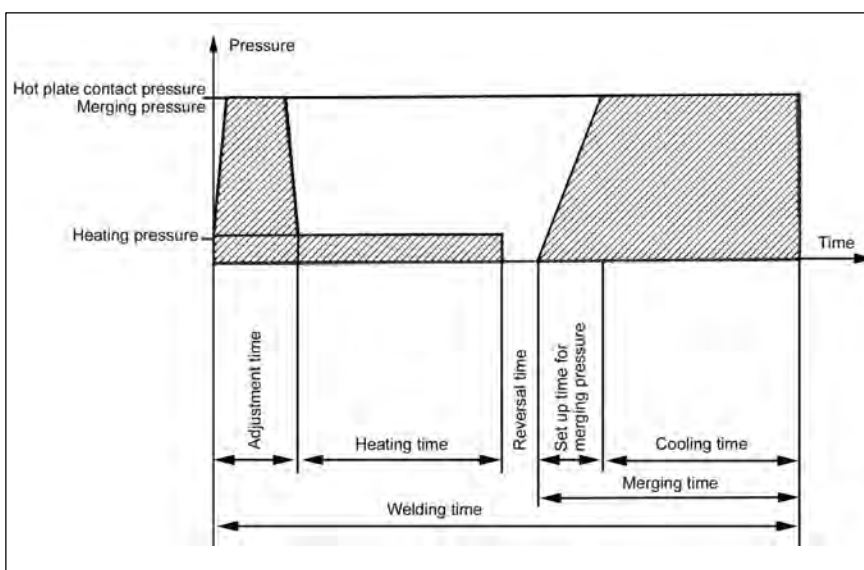 Pressure
Hot plate contact pressure
Merging pressure
Heating pressure
Time
Adjustment time
Heating time
Reversal time
Set up time for
merging pressure
Cooling time
Merging time
Welding time